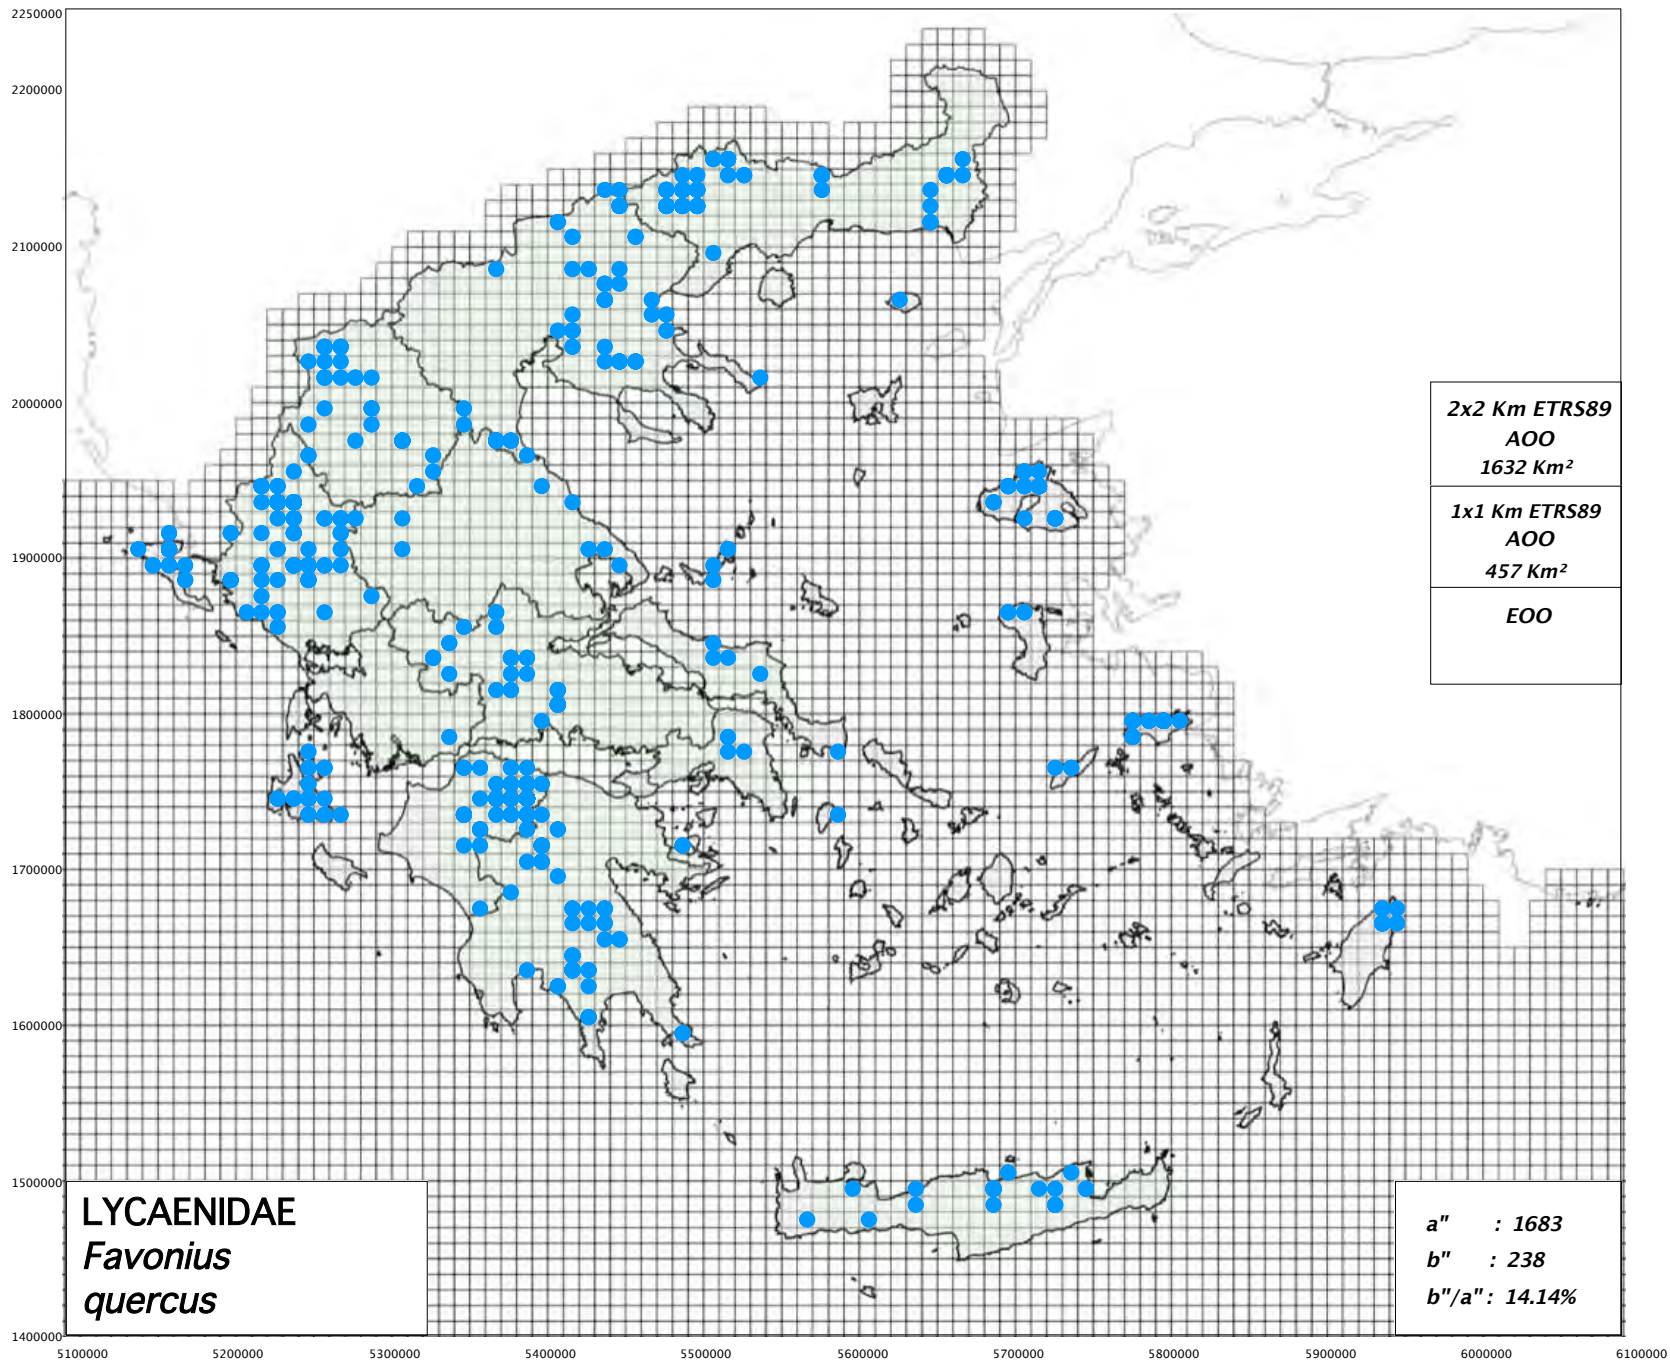 2250000
2200000
2100000
2000000
1900000
1800000
1700000
1600000
1500000
1400000
2x2 Km ETRS89
AOO
1632 Km²
1x1 Km ETRS89
AOO
457 Km²
EOO
LYCAENIDAE
Favonius
quercus
a" : 1683
b" : 238
b"/a" : 14.14%
5100000 5200000 5300000 5400000 5500000 5600000 5700000 5800000 5900000 6000000 6100000